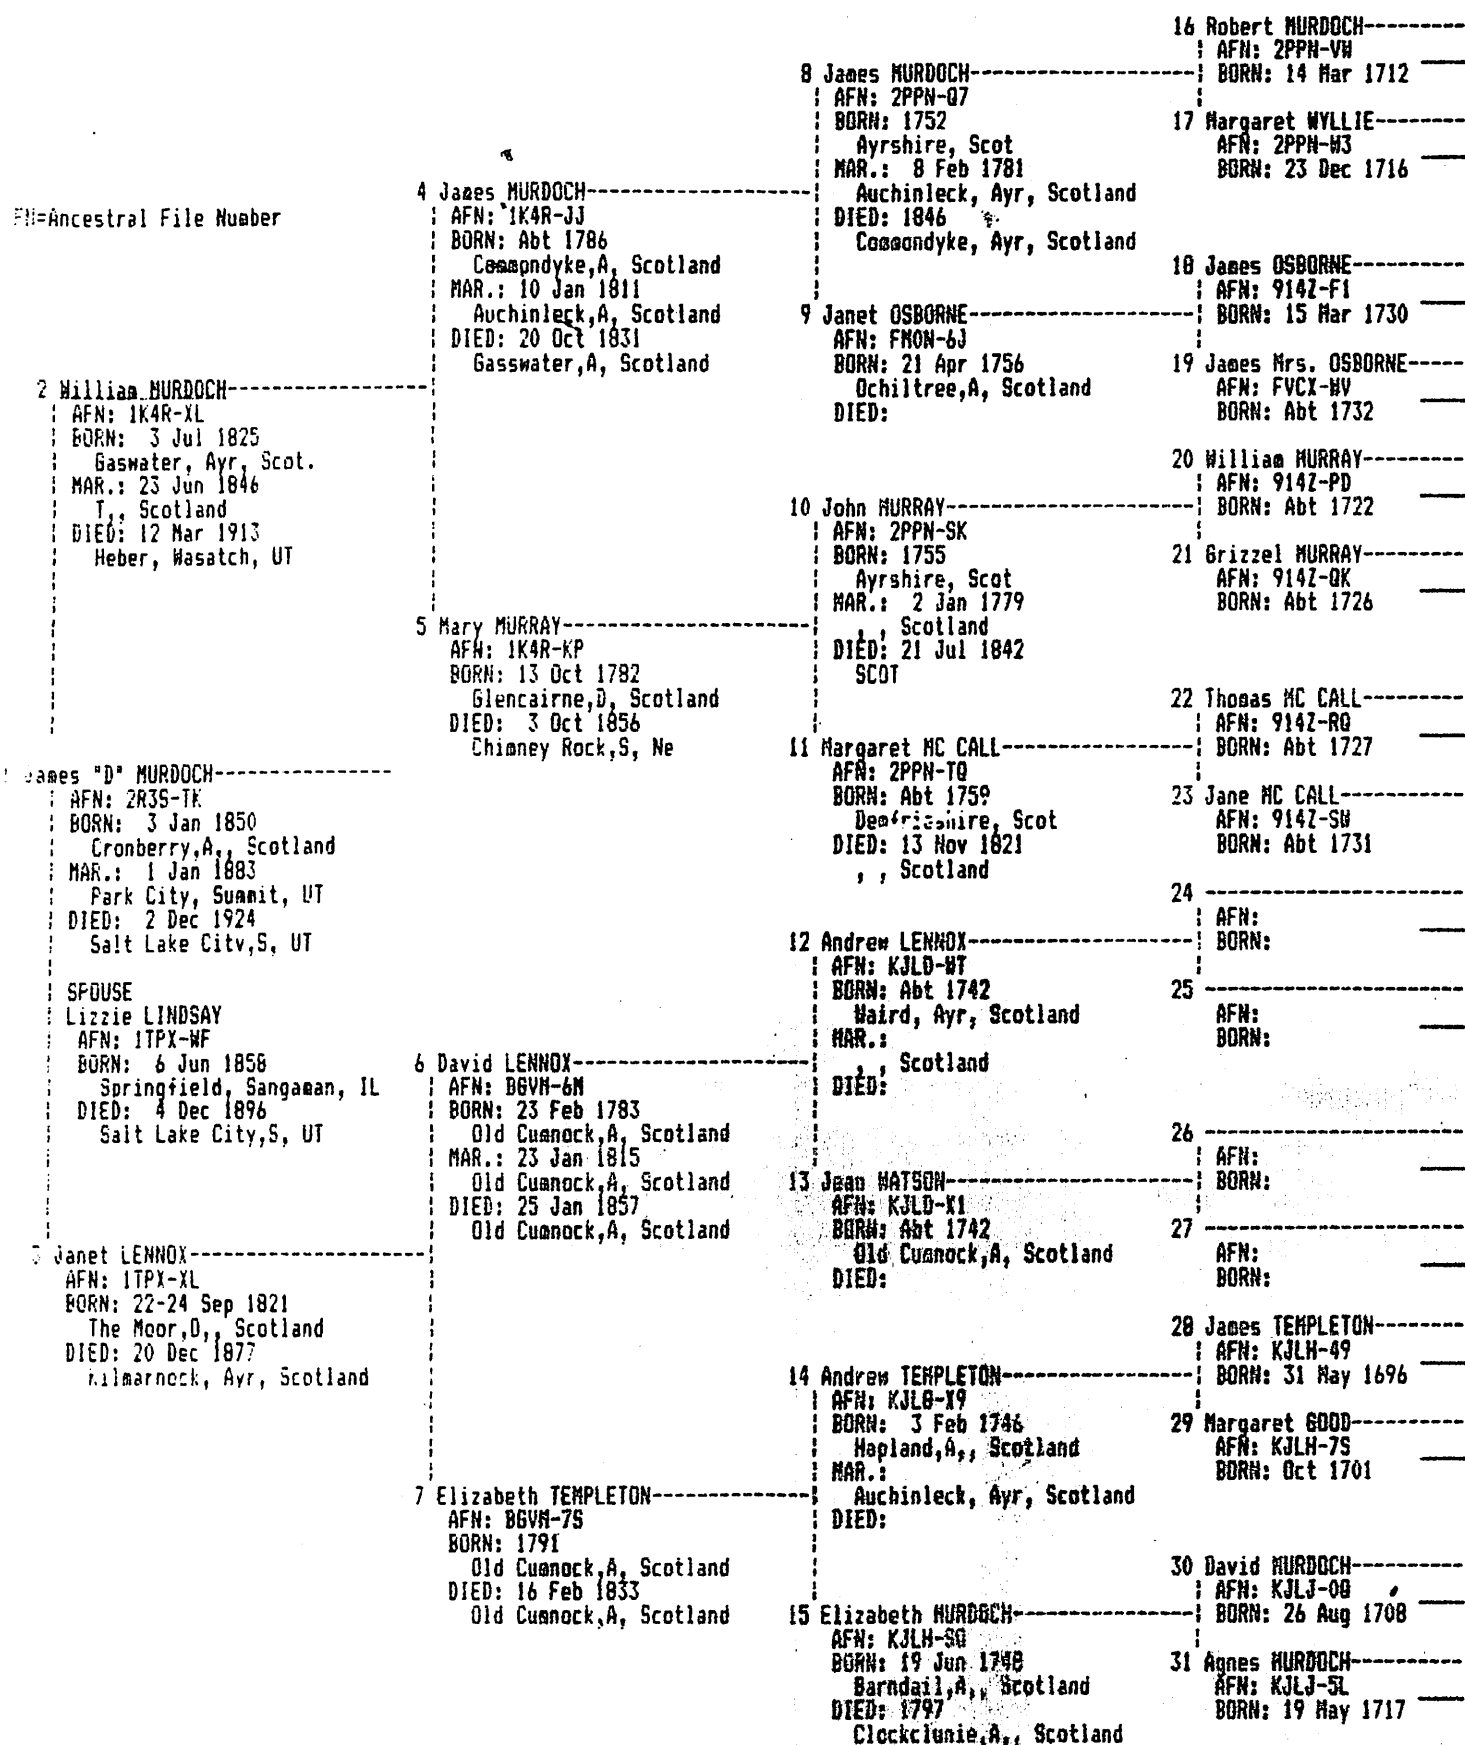 16 Robert MURDOCH
AFN: 2PPN-VW
BORN: 14 Mar 1712
8 James MURDOCH
AFN: 2PPN-Q7
BORN: 1752
Ayrshire, Scot
MAR.: 8 Feb 1781
Auchinleck, Ayr, Scotland
DIED: 1846
Commondyke, Ayr, Scotland
17 Margaret WYLLIE
AFN: 2PPN-W3
BORN: 23 Dec 1716
4 James MURDOCH
AFN: 1K4R-JJ
BORN: Abt 1786
Commondyke,A, Scotland
MAR.: 10 Jan 1811
Auchinleck,A, Scotland
DIED: 20 Oct 1831
Gasswater,A, Scotland
FN=Ancestral File Number
18 James OSBORNE
AFN: 914Z-F1
BORN: 15 Mar 1730
9 Janet OSBORNE
AFN: FMON-6J
BORN: 21 Apr 1756
Ochiltree,A, Scotland
DIED:
19 James Mrs. OSBORNE
AFN: FVCX-WV
BORN: Abt 1732
2 William MURDOCH
AFN: 1K4R-XL
BORN: 3 Jul 1825
Gaswater, Ayr, Scot.
MAR.: 23 Jun 1846
T,, Scotland
DIED: 12 Mar 1913
Heber, Wasatch, UT
20 William MURRAY
AFN: 914Z-PD
BORN: Abt 1722
10 John MURRAY
AFN: 2PPN-SK
BORN: 1755
Ayrshire, Scot
MAR.: 2 Jan 1779
, , Scotland
DIED: 21 Jul 1842
SCOT
21 Grizzel MURRAY
AFN: 914Z-QK
BORN: Abt 1726
5 Mary MURRAY
AFN: 1K4R-KP
BORN: 13 Oct 1782
Glencairne,D, Scotland
DIED: 3 Oct 1856
Chimney Rock,S, Ne
22 Thomas MC CALL
AFN: 914Z-RQ
BORN: Abt 1727
11 Margaret MC CALL
AFN: 2PPN-TQ
BORN: Abt 1759
Scot
DIED: 13 Nov 1821
, , Scotland
23 Jane MC CALL
AFN: 914Z-SW
BORN: Abt 1731
James "D" MURDOCH
AFN: 2R3S-TK
BORN: 3 Jan 1850
Cronberry,A,, Scotland
MAR.: 1 Jan 1883
Park City, Summit, UT
DIED: 2 Dec 1924
Salt Lake City,S, UT
SPOUSE
Lizzie LINDSAY
AFN: 1TPX-WF
BORN: 6 Jun 1858
Springfield, Sangaman, IL
DIED: 4 Dec 1896
Salt Lake City,S, UT
24
AFN:
BORN:
12 Andrew LENNOX
AFN: KJLD-WT
BORN: Abt 1742
Waird, Ayr, Scotland
MAR.:
, , Scotland
DIED:
25
AFN:
BORN:
6 David LENNOX
AFN: BGVM-6M
BORN: 23 Feb 1783
Old Cumnock,A, Scotland
MAR.: 23 Jan 1815
Old Cumnock,A, Scotland
DIED: 25 Jan 1857
Old Cumnock,A, Scotland
26
AFN:
BORN:
13 Jean WATSON
AFN: KJLD-X1
BORN: Abt 1742
Old Cumnock,A, Scotland
DIED:
27
AFN:
BORN:
3 Janet LENNOX
AFN: 1TPX-XL
BORN: 22-24 Sep 1821
The Moor,D,, Scotland
DIED: 20 Dec 1877
Kilmarnock, Ayr, Scotland
28 James TEMPLETON
AFN: KJLH-49
BORN: 31 May 1696
14 Andrew TEMPLETON
AFN: KJLG-X9
BORN: 3 Feb 1746
Hapland,A,, Scotland
MAR.:
Auchinleck, Ayr, Scotland
DIED:
29 Margaret GOOD
AFN: KJLH-7S
BORN: Oct 1701
7 Elizabeth TEMPLETON
AFN: BGVM-7S
BORN: 1791
Old Cumnock,A, Scotland
DIED: 16 Feb 1833
Old Cumnock,A, Scotland
30 David MURDOCH
AFN: KJLJ-0G
BORN: 26 Aug 1708
15 Elizabeth MURDOCH
AFN: KJLH-SQ
BORN: 19 Jun 1748
Barndail,A,, Scotland
DIED: 1797
Clockclunie,A,, Scotland
31 Agnes MURDOCH
AFN: KJLJ-5L
BORN: 19 May 1717